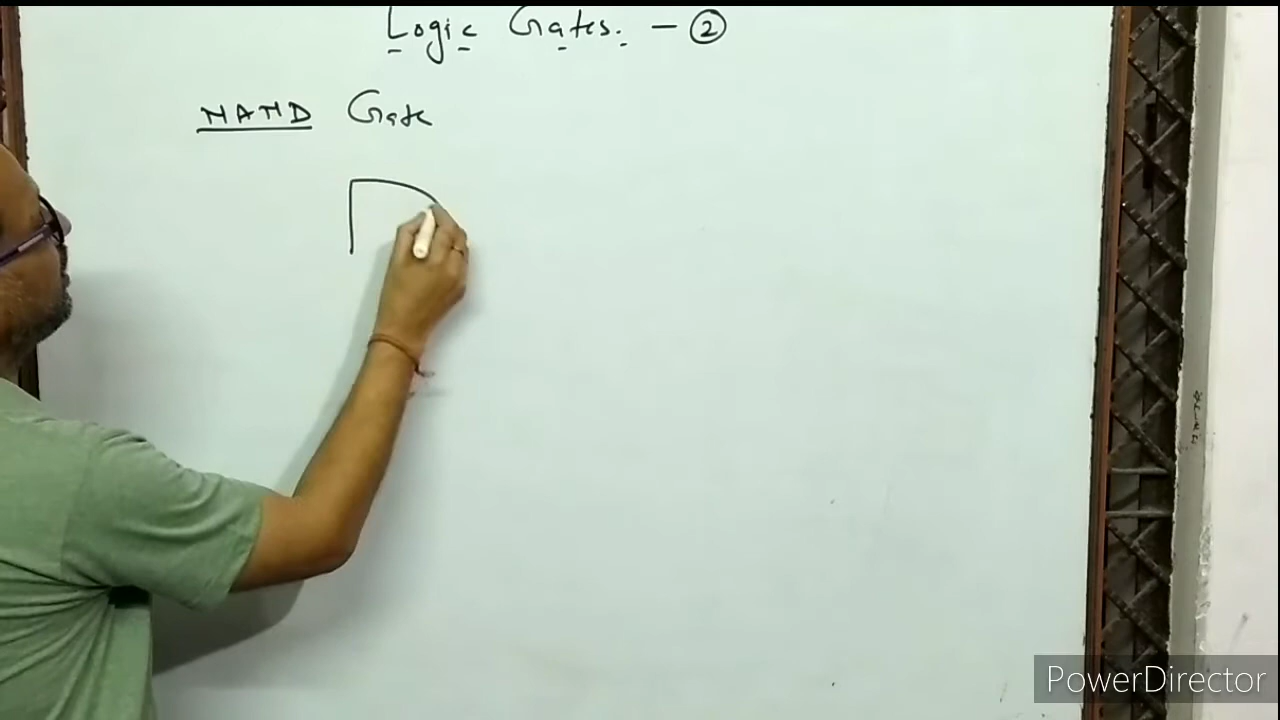 Logic Gates. - ②
NAND Gate
PowerDirector